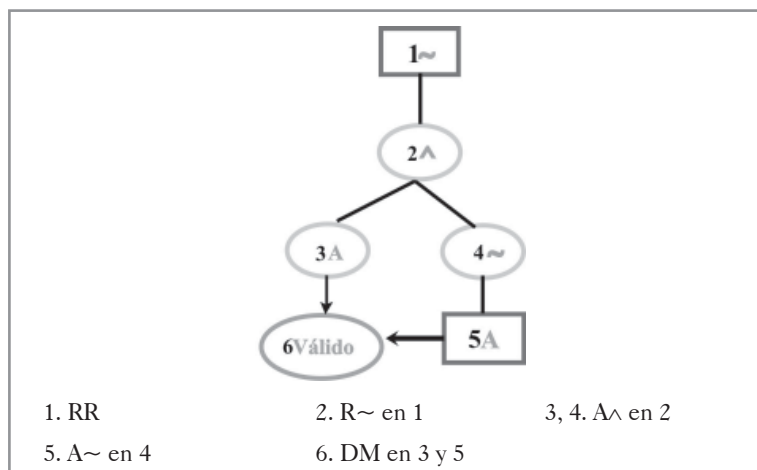 1~
2^
3A
4~
6Válido
5A
1. RR 2. R~ en 1 3, 4. A∧ en 2
5. A~ en 4 6. DM en 3 y 5